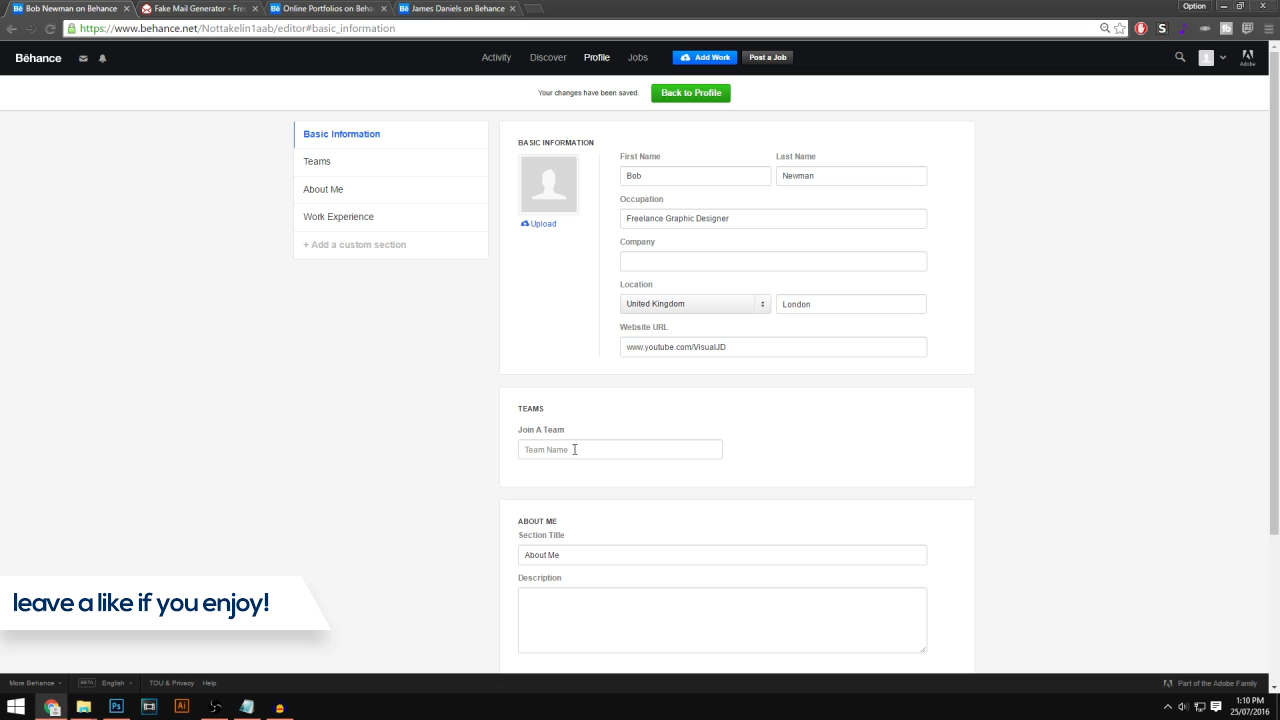 Bob Newman on Behance
Fake Mail Generator - Fre
Online Portfolios on Beha
James Daniels on Behance
Option
https://www.behance.net/Nottakelin1aab/editor#basic_information
Bēhance
Activity
Discover
Profile
Jobs
Add Work
Post a Job
Adobe
Your changes have been saved.
Back to Profile
Basic Information
Teams
About Me
Work Experience
+ Add a custom section
BASIC INFORMATION
Upload
First Name
Last Name
Bob
Newman
Occupation
Freelance Graphic Designer
Company
Location
United Kingdom
London
Website URL
www.youtube.com/VisualJD
TEAMS
Join A Team
Team Name
ABOUT ME
Section Title
About Me
Description
leave a like if you enjoy!
More Behance
BETA
English
TOU & Privacy
Help
Part of the Adobe Family
1:10 PM
25/07/2016